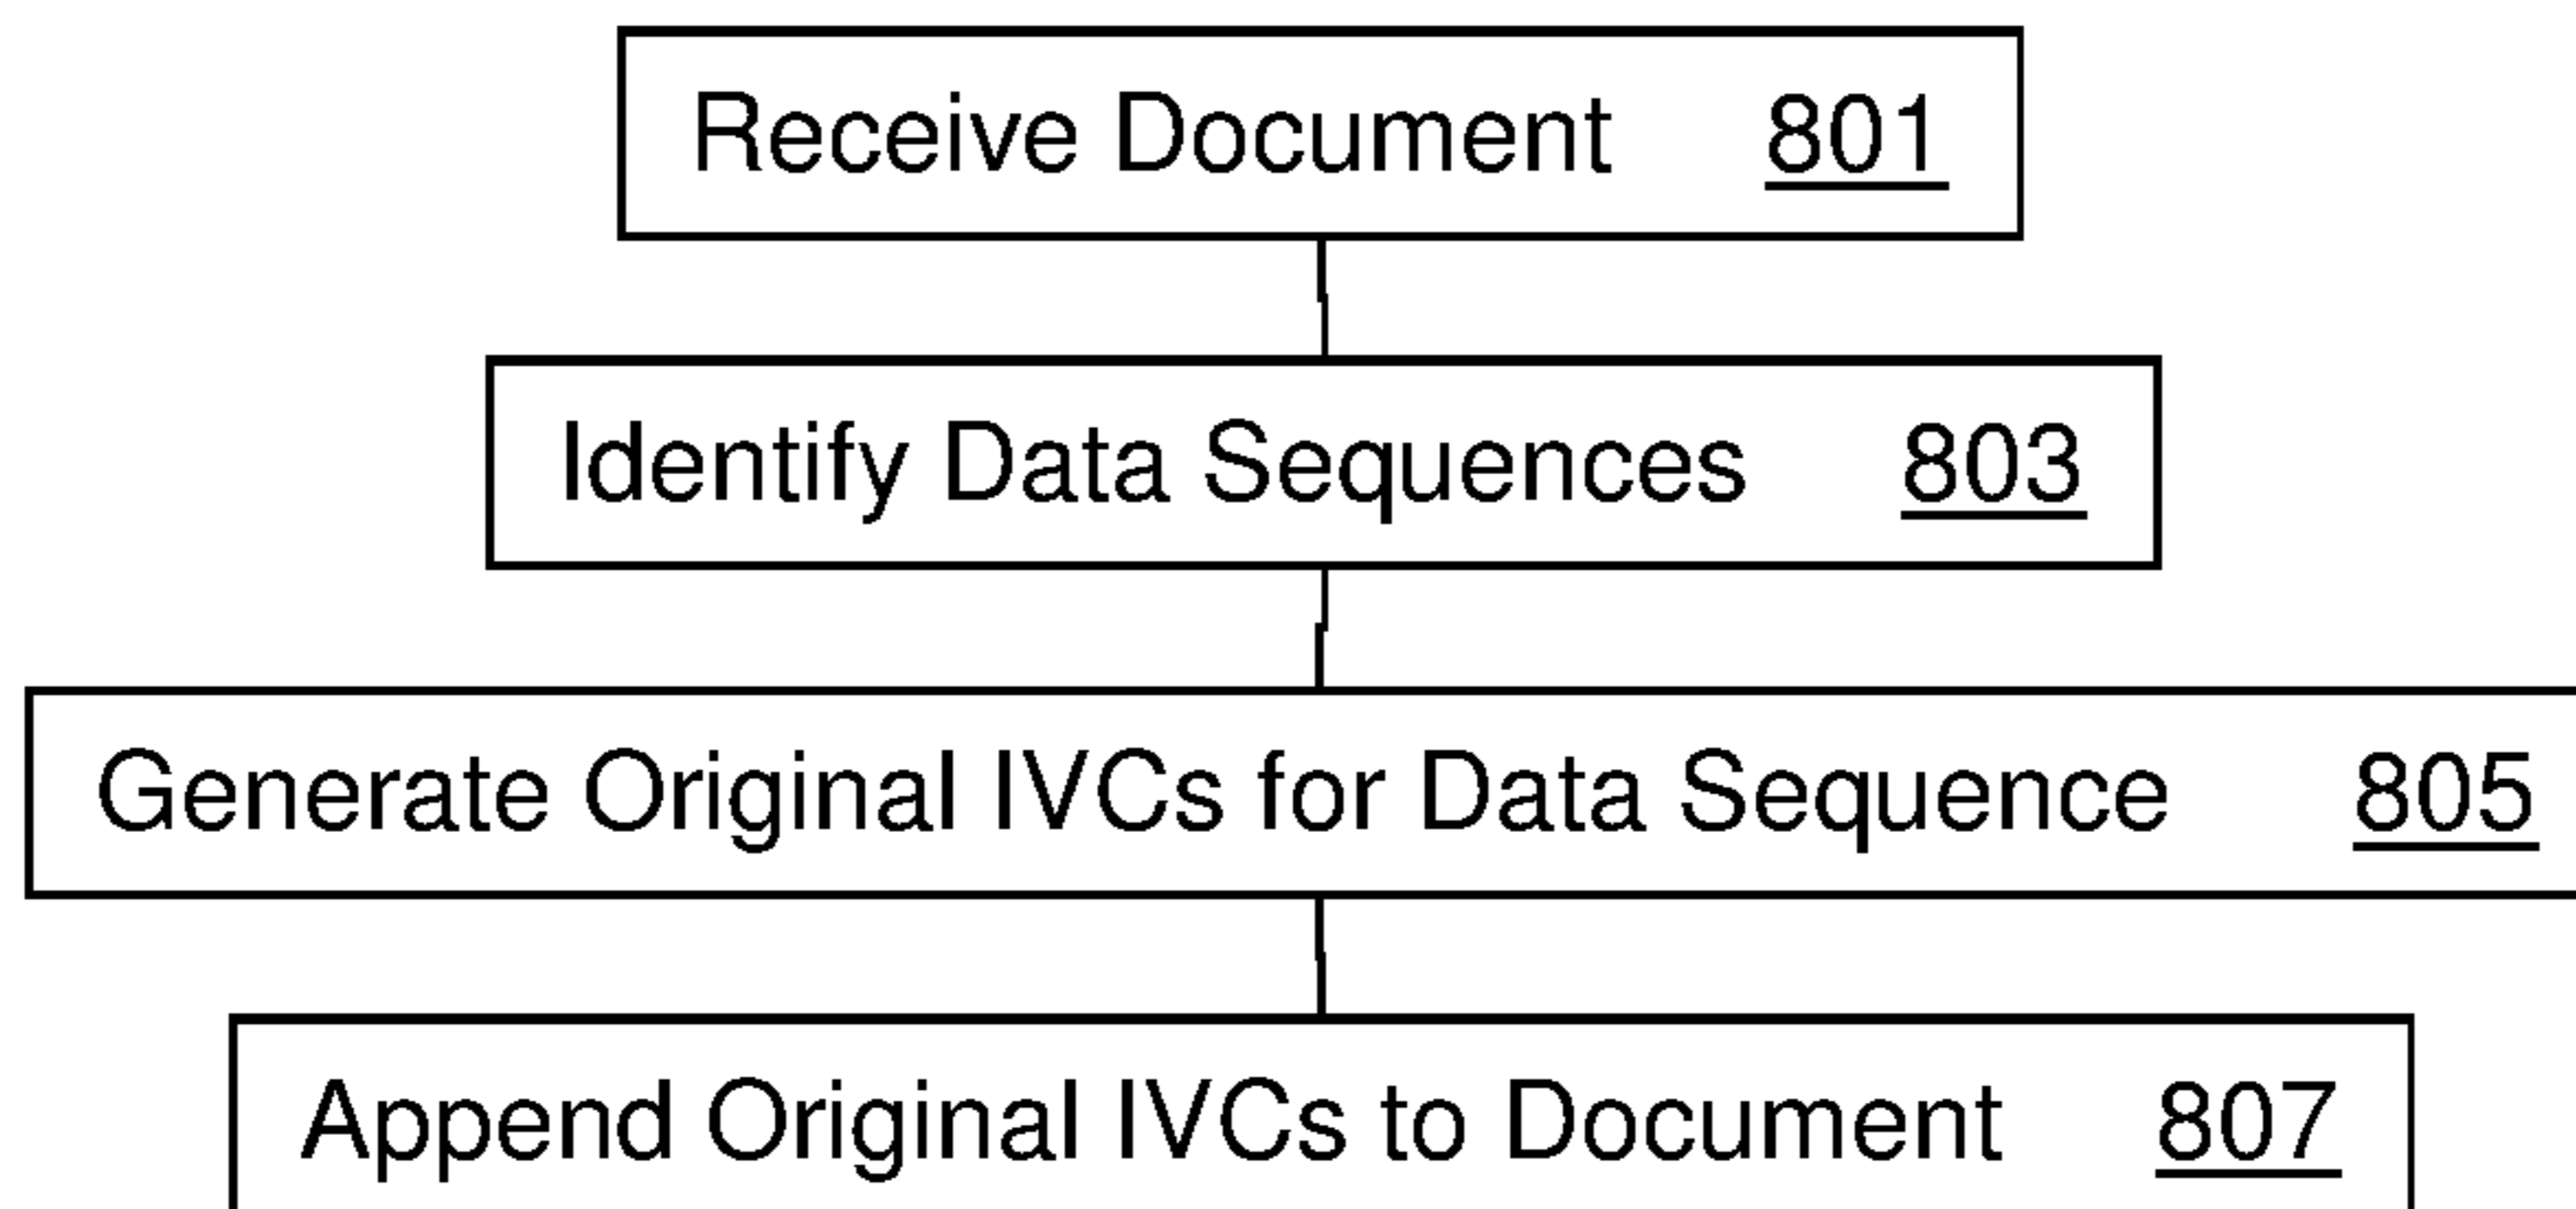 Receive Document 801
Identify Data Sequences 803
Generate Original IVCs for Data Sequence 805
Append Original IVCs to Document 807